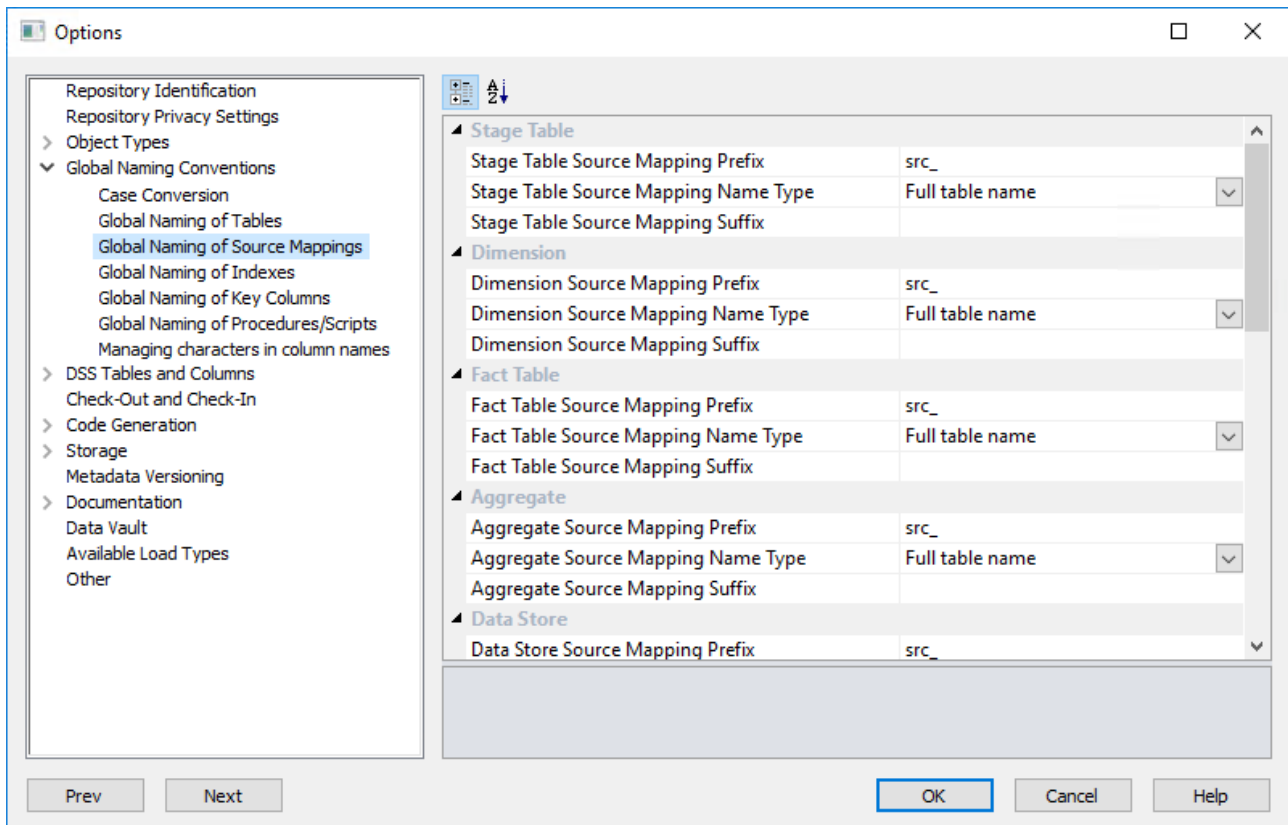 Options
Repository Identification
Repository Privacy Settings
Object Types
Global Naming Conventions
Case Conversion
Global Naming of Tables
Global Naming of Source Mappings
Global Naming of Indexes
Global Naming of Key Columns
Global Naming of Procedures/Scripts
Managing characters in column names
DSS Tables and Columns
Check-Out and Check-In
Code Generation
Storage
Metadata Versioning
Documentation
Data Vault
Available Load Types
Other
A
Z
Stage Table
Stage Table Source Mapping Prefix src_
Stage Table Source Mapping Name Type Full table name
Stage Table Source Mapping Suffix
Dimension
Dimension Source Mapping Prefix src_
Dimension Source Mapping Name Type Full table name
Dimension Source Mapping Suffix
Fact Table
Fact Table Source Mapping Prefix src_
Fact Table Source Mapping Name Type Full table name
Fact Table Source Mapping Suffix
Aggregate
Aggregate Source Mapping Prefix src_
Aggregate Source Mapping Name Type Full table name
Aggregate Source Mapping Suffix
Data Store
Data Store Source Mapping Prefix src_
Prev Next OK Cancel Help